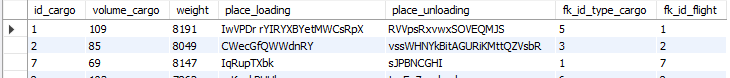 id_cargo volume_cargo weight place_loading place_unloading fk_id_type_cargo fk_id_flight
1 109 8191 IwVPDr rYIRYXBYetMWCsRpX RVVpsRxvwxSOVEQMJS 5 1
2 85 8049 CWecGfQWWdnRY vssWHNYkBitAGURiKMttQZVsbR 3 2
7 69 8147 IqRupTXbk sJPBNCGHI 1 7